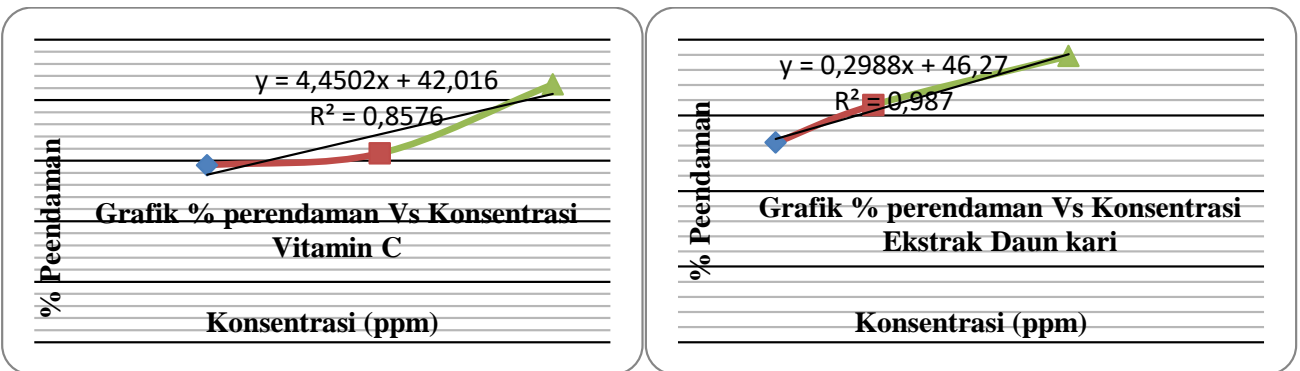 y = 4,4502x + 42,016
R² = 0,8576
% Peendaman
Grafik % perendaman Vs Konsentrasi
Vitamin C
Konsentrasi (ppm)
y = 0,2988x + 46,27
R² = 0,987
% Peendaman
Grafik % perendaman Vs Konsentrasi
Ekstrak Daun kari
Konsentrasi (ppm)